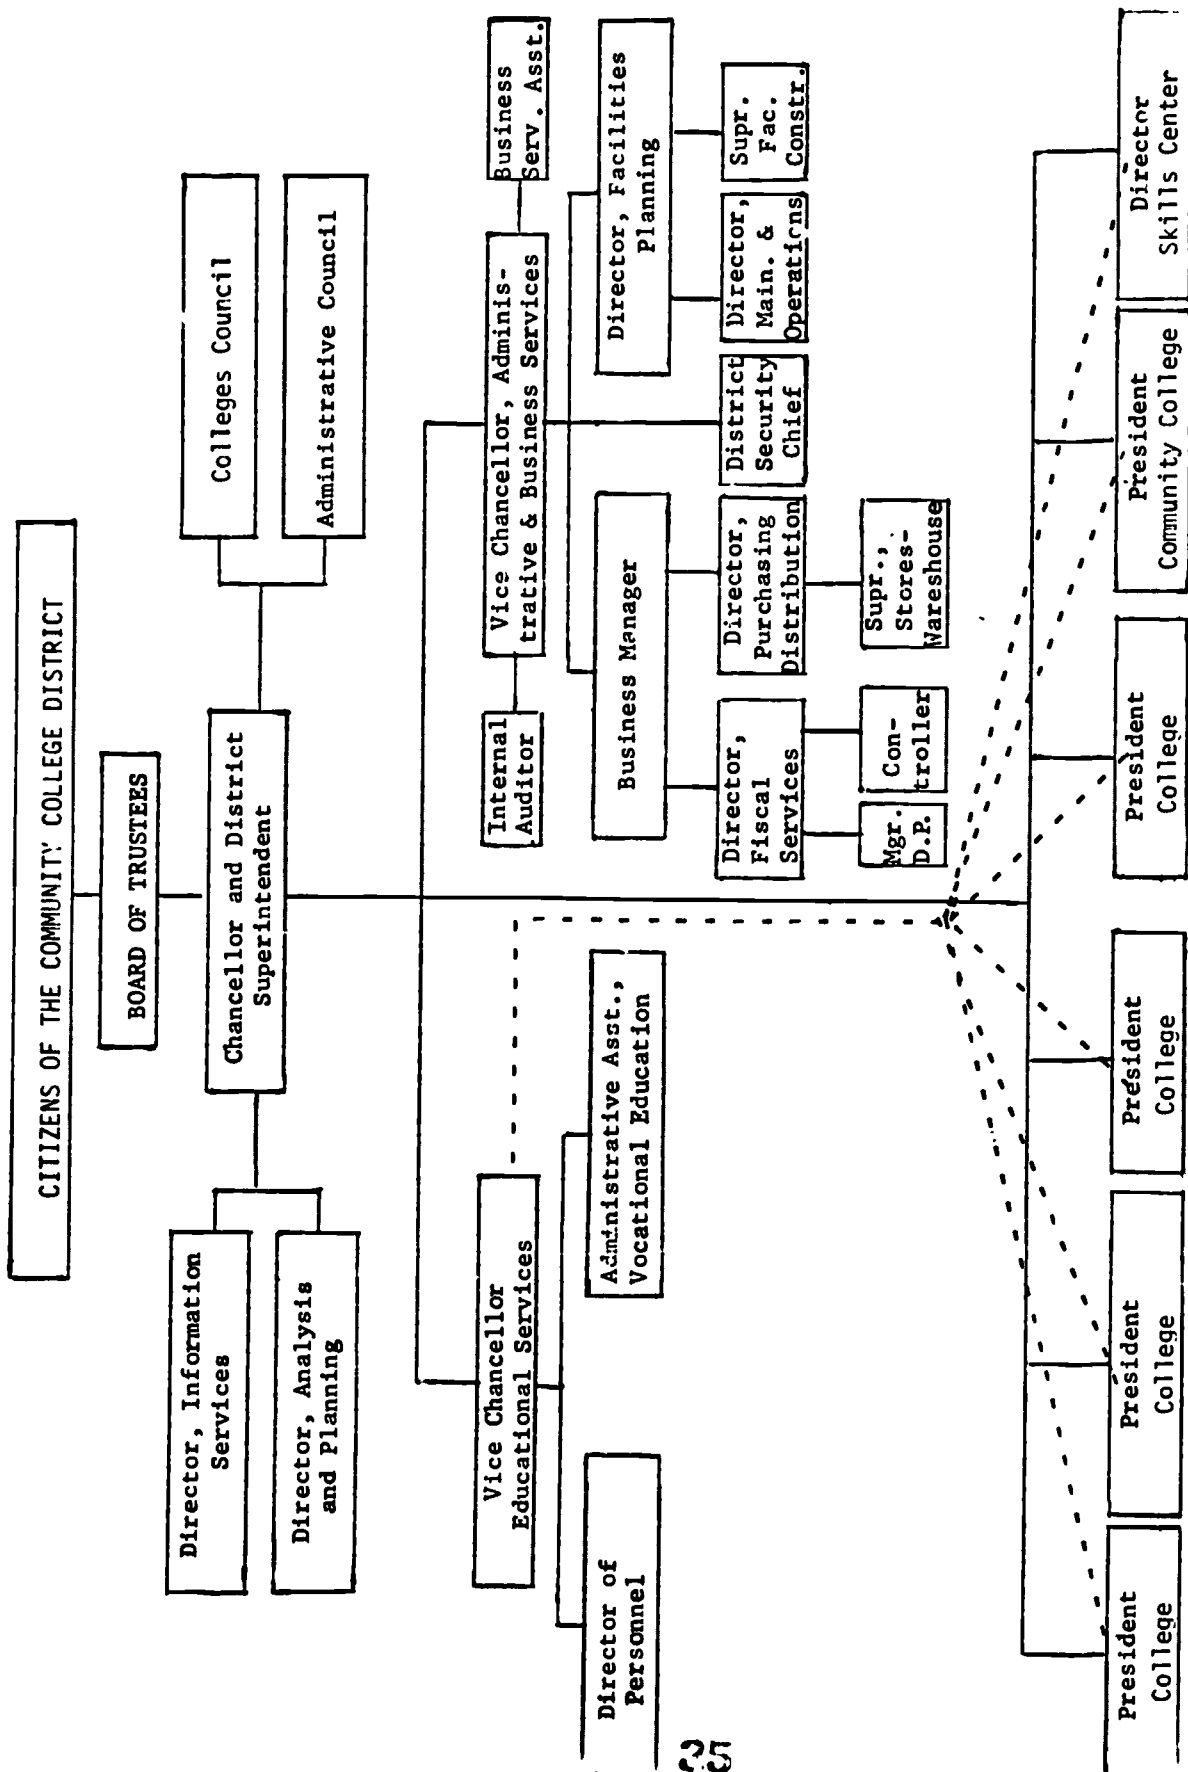 CITIZENS OF THE COMMUNITY COLLEGE DISTRICT
BOARD OF TRUSTEES
Chancellor and District
Superintendent
Director, Information
Services
Director, Analysis
and Planning
Colleges Council
Administrative Council
Vice Chancellor
Educational Services
Director of
Personnel
Administrative Asst.,
Vocational Education
Internal
Auditor
Vice Chancellor, Adminis-
trative & Business Services
Business
Serv. Asst.
Business Manager
Director, Facilities
Planning
Director,
Fiscal
Services
Director,
Purchasing
Distribution
District
Security
Chief
Director,
Main. &
Operations
Supr.
Fac.
Constr.
Mgr.
D.P.
Con-
troller
Supr.,
Stores-
Wareshouse
President
College
President
College
President
College
President
College
President
Community College
Director
Skills Center
35